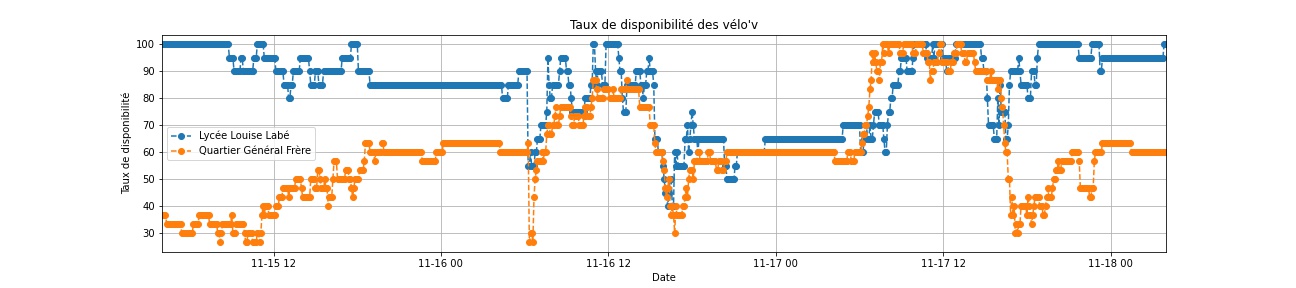 Taux de disponibilité des vélo'v
Taux de disponibilité
100
90
80
70
60
50
40
30
Lycée Louise Labé
Quartier Général Frère
11-15 12
11-16 00
11-16 12
11-17 00
11-17 12
11-18 00
Date